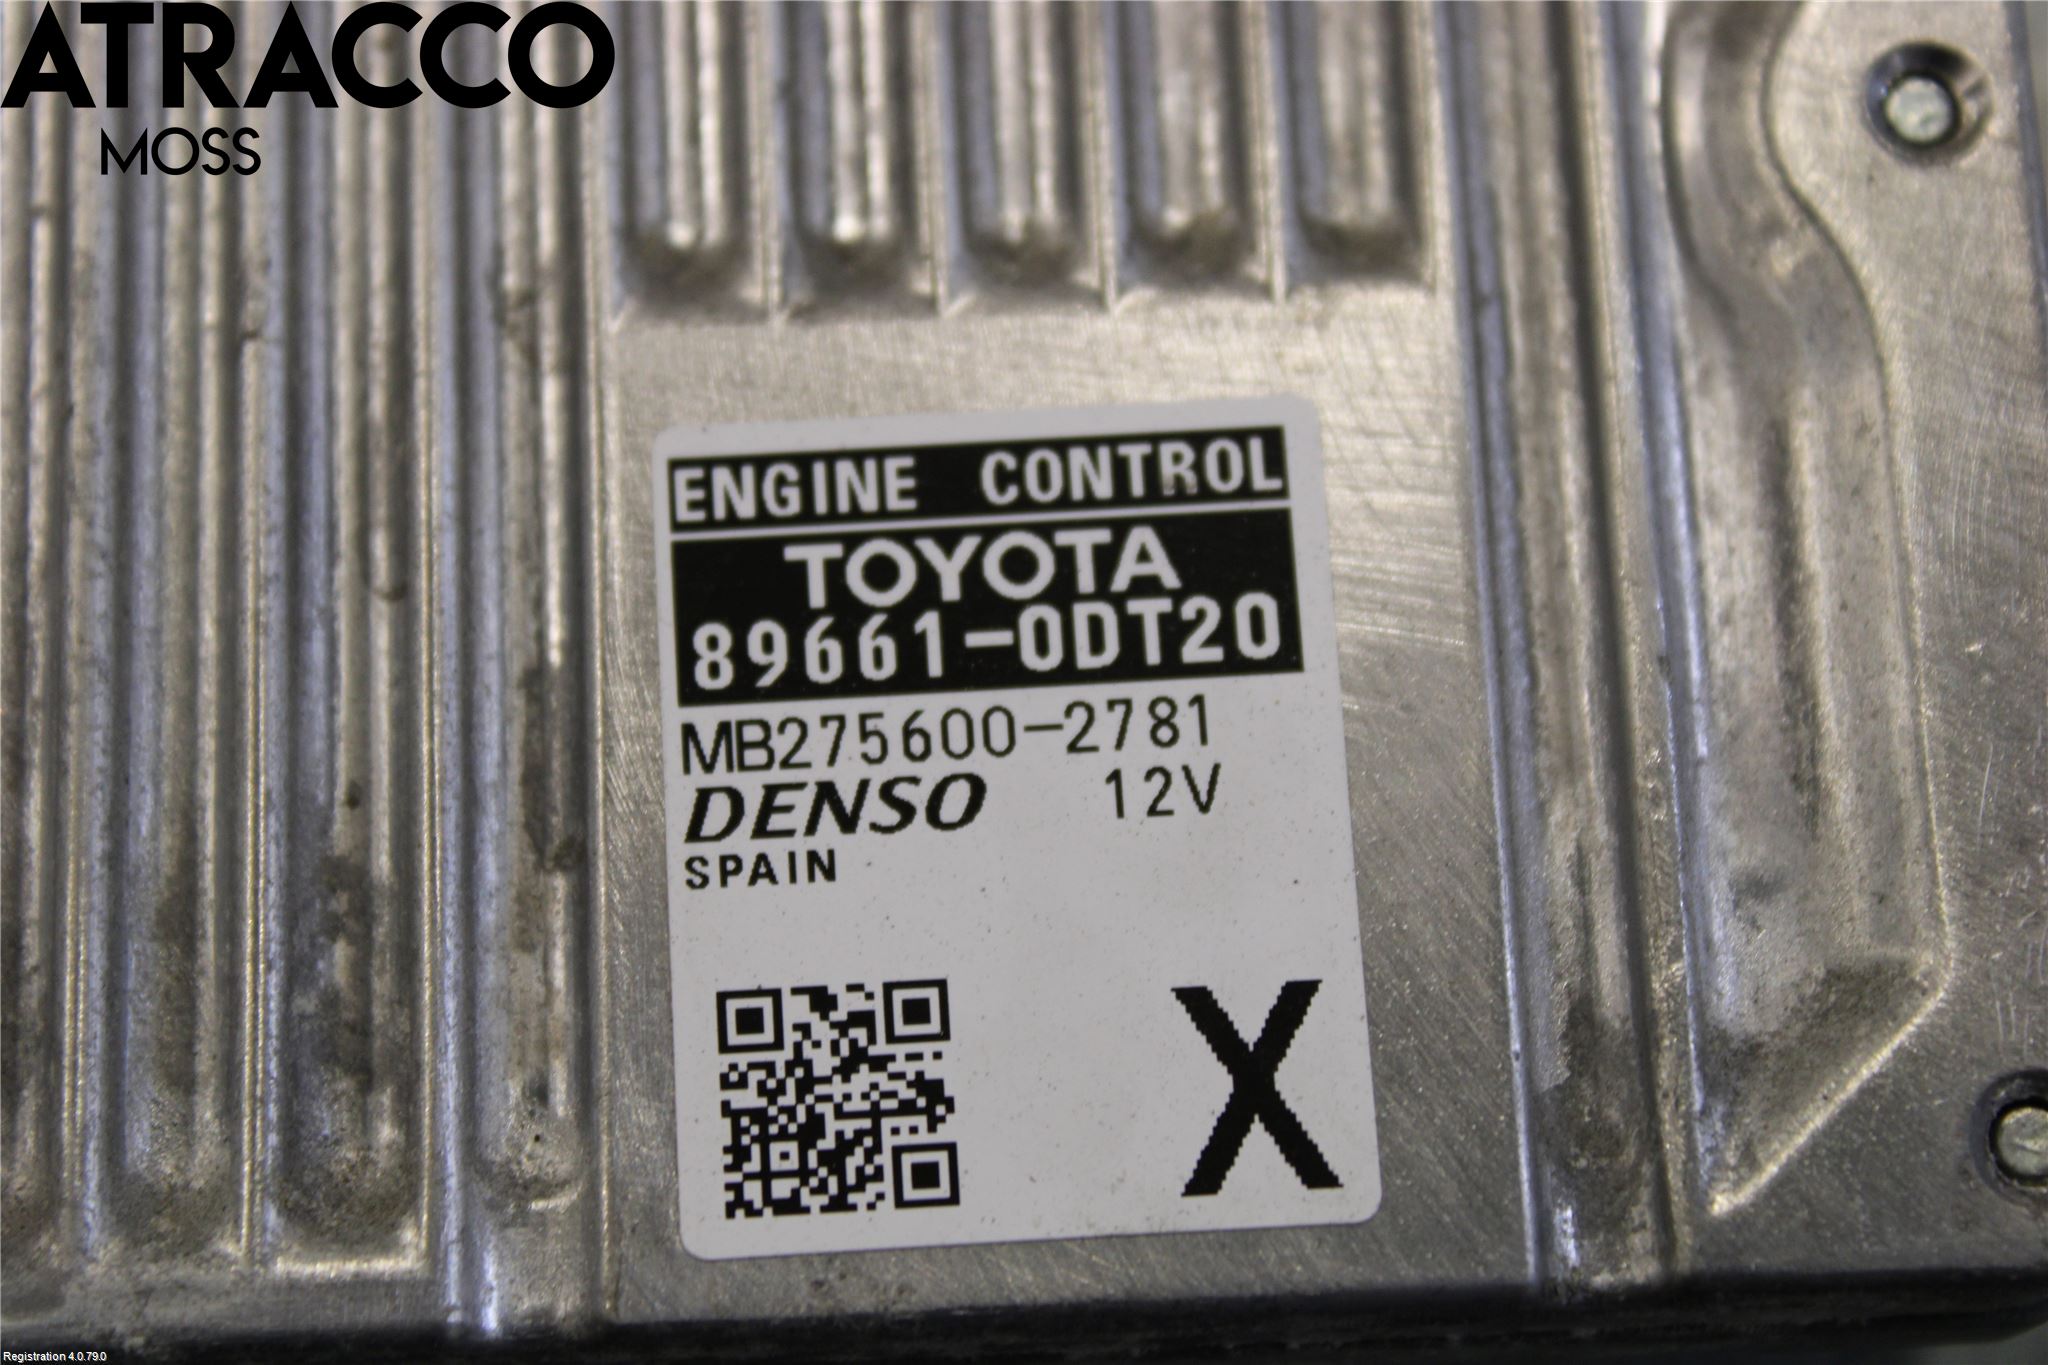 ATRACCO
MOSS
ENGINE CONTROL
TOYOTA
89661-0DT20
MB275600-2781
DENSO 12V
SPAIN
X
Registration 4.0.79.0